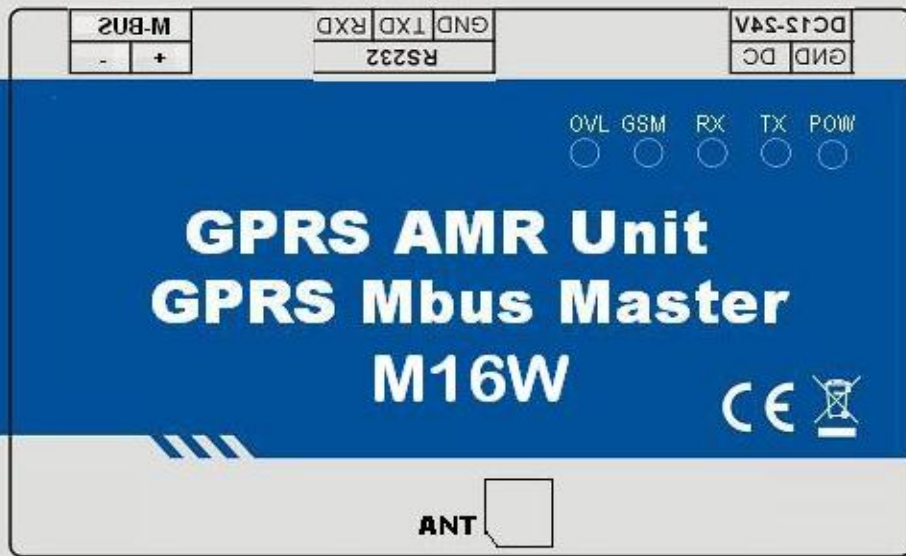 M-BUS
- +
GND TXD RXD
RS232
DC12-24V
GND DC
OVL GSM RX TX POW
GPRS AMR Unit
GPRS Mbus Master
M16W
CE
ANT